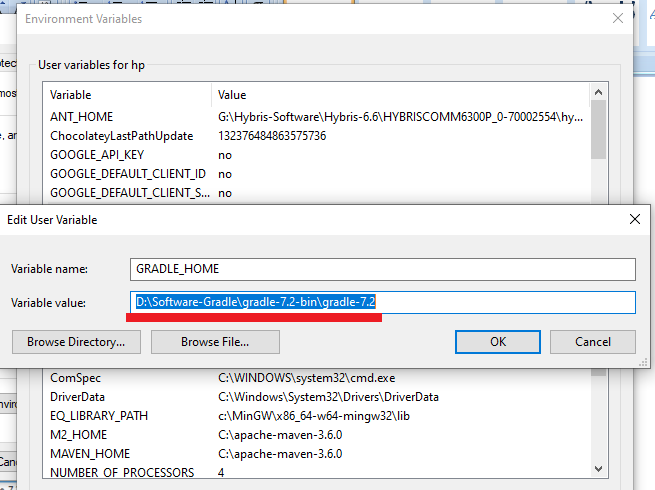 Environment Variables
User variables for hp
Variable Value
ANT_HOME G:\Hybris-Software\Hybris-6.6\HYBRISCOMM6300P_0-70002554\hy...
ChocolateyLastPathUpdate 132376484863575736
GOOGLE_API_KEY no
GOOGLE_DEFAULT_CLIENT_ID no
GOOGLE_DEFAULT_CLIENT_S... no
Edit User Variable
Variable name: GRADLE_HOME
Variable value: D:\Software-Gradle\gradle-7.2-bin\gradle-7.2
Browse Directory... Browse File... OK Cancel
ComSpec C:\WINDOWS\system32\cmd.exe
DriverData C:\Windows\System32\Drivers\DriverData
EQ_LIBRARY_PATH c:\MinGW\x86_64-w64-mingw32\lib
M2_HOME C:\apache-maven-3.6.0
MAVEN_HOME C:\apache-maven-3.6.0
NUMBER_OF_PROCESSORS 4